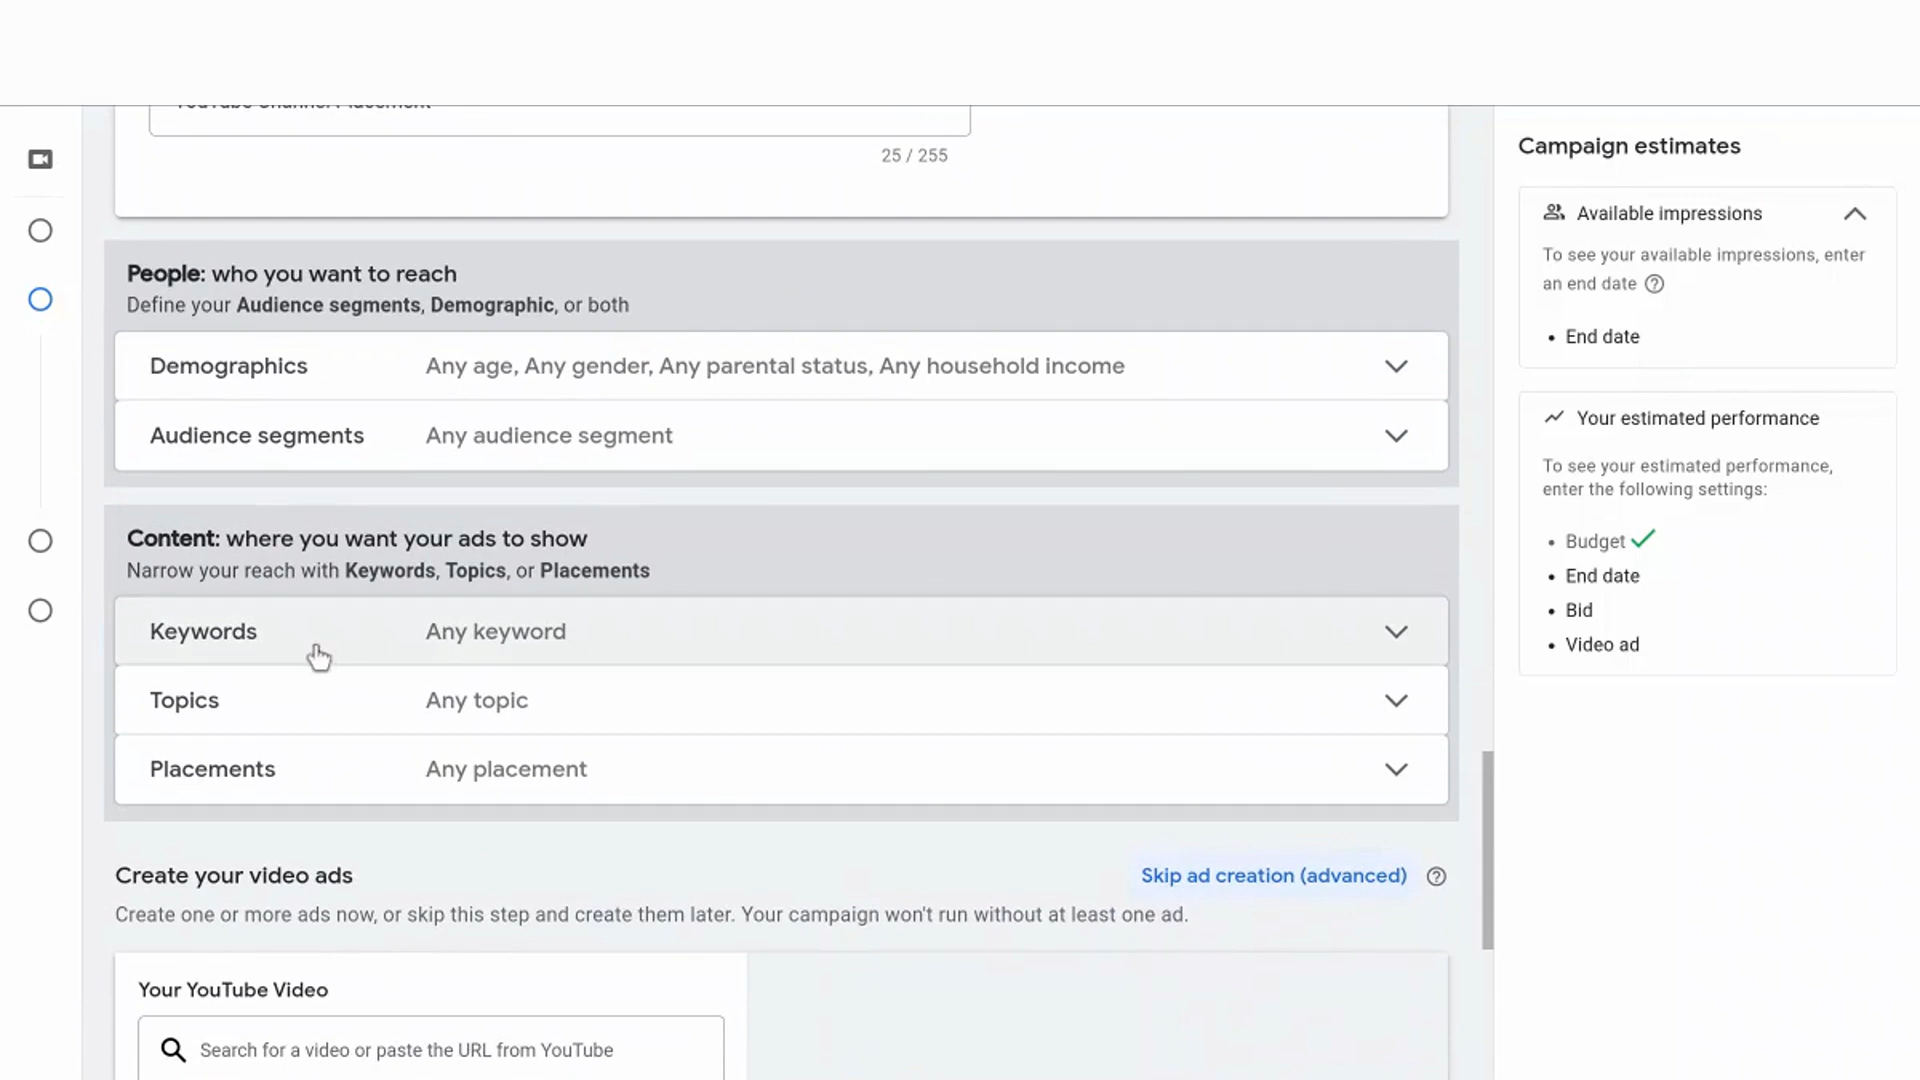 YouTube Channel Placement
25 / 255
People: who you want to reach
Define your Audience segments, Demographic, or both
Demographics Any age, Any gender, Any parental status, Any household income
Audience segments Any audience segment
Content: where you want your ads to show
Narrow your reach with Keywords, Topics, or Placements
Keywords Any keyword
Topics Any topic
Placements Any placement
Create your video ads
Skip ad creation (advanced)
Create one or more ads now, or skip this step and create them later. Your campaign won't run without at least one ad.
Your YouTube Video
Search for a video or paste the URL from YouTube
Campaign estimates
Available impressions
To see your available impressions, enter
an end date
• End date
Your estimated performance
To see your estimated performance,
enter the following settings:
• Budget
• End date
• Bid
• Video ad